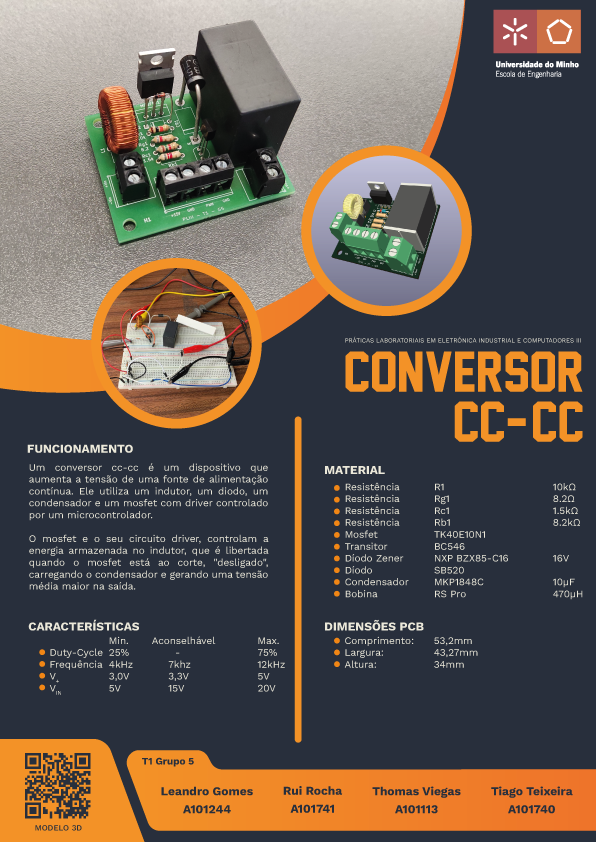 Universidade do Minho
Escola de Engenharia
PRÁTICAS LABORATORIAIS EM ELETRÓNICA INDUSTRIAL E COMPUTADORES III
CONVERSOR
CC-CC
FUNCIONAMENTO
Um conversor cc-cc é um dispositivo que
aumenta a tensão de uma fonte de alimentação
contínua. Ele utiliza um indutor, um díodo, um
condensador e um mosfet com driver controlado
por um microcontrolador.
O mosfet e o seu circuito driver, controlam a
energia armazenada no indutor, que é libertada
quando o mosfet está ao corte, "desligado",
carregando o condensador e gerando uma tensão
média maior na saída.
CARACTERÍSTICAS
Min. Aconselhável Max.
Duty-Cycle 25% - 75%
Frequência 4kHz 7khz 12kHz
V+ 3,0V 3,3V 5V
VIN 5V 15V 20V
MATERIAL
Resistência R1 10kΩ
Resistência Rg1 8.2Ω
Resistência Rc1 1.5kΩ
Resistência Rb1 8.2kΩ
Mosfet TK40E10N1
Transitor BC546
Díodo Zener NXP BZX85-C16 16V
Díodo SB520
Condensador MKP1848C 10µF
Bobina RS Pro 470µH
DIMENSÕES PCB
Comprimento: 53,2mm
Largura: 43,27mm
Altura: 34mm
MODELO 3D
T1 Grupo 5
Leandro Gomes Rui Rocha Thomas Viegas Tiago Teixeira
A101244 A101741 A101113 A101740